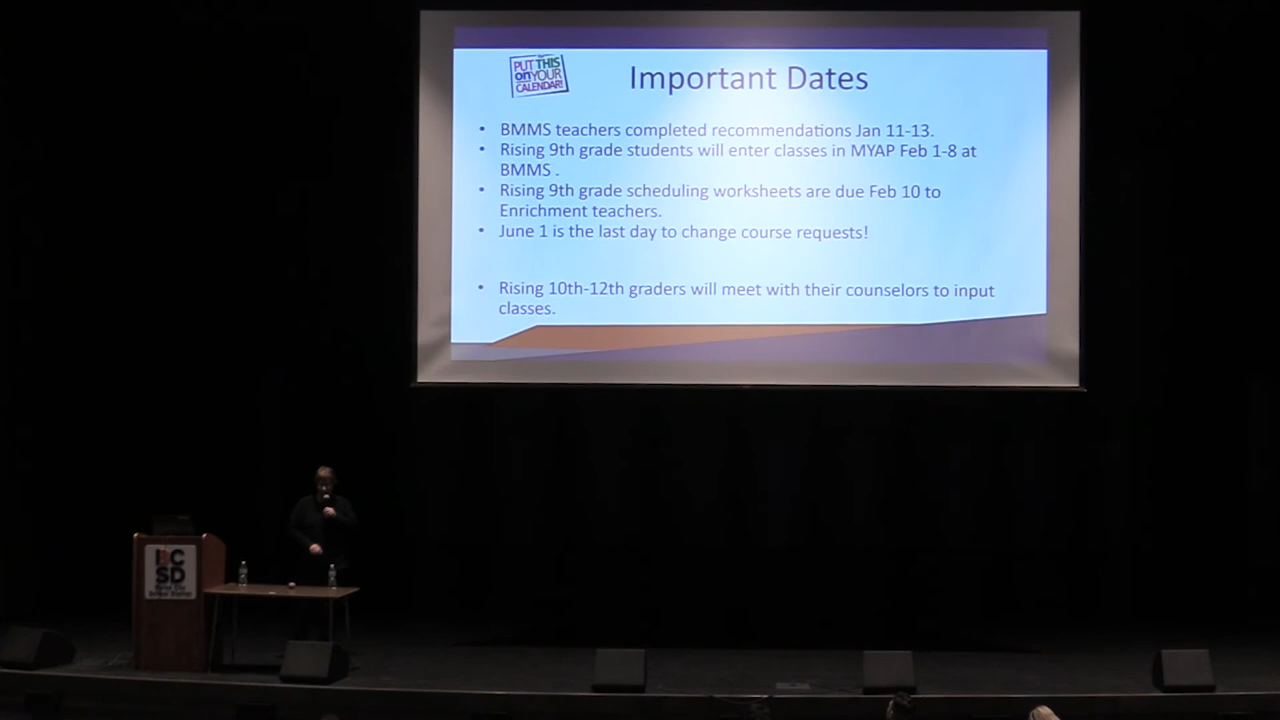 PUT THIS
on YOUR
CALENDAR!
Important Dates
• BMMS teachers completed recommendations Jan 11-13.
• Rising 9th grade students will enter classes in MYAP Feb 1-8 at
BMMS .
• Rising 9th grade scheduling worksheets are due Feb 10 to
Enrichment teachers.
• June 1 is the last day to change course requests!
• Rising 10th-12th graders will meet with their counselors to input
classes.
SD